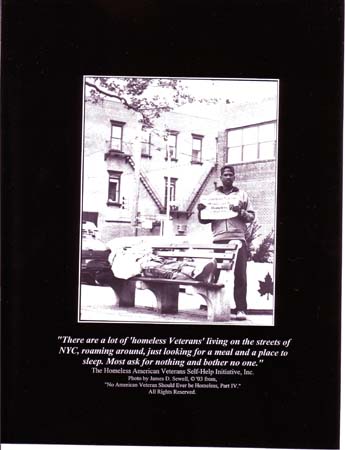 "There are a lot of 'homeless Veterans' living on the streets of
NYC, roaming around, just looking for a meal and a place to
sleep. Most ask for nothing and bother no one."
The Homeless American Veterans Self-Help Initiative, Inc.
Photo by James D. Sewell, © '03 from,
"No American Veteran Should Ever be Homeless, Part IV."
All Rights Reserved.